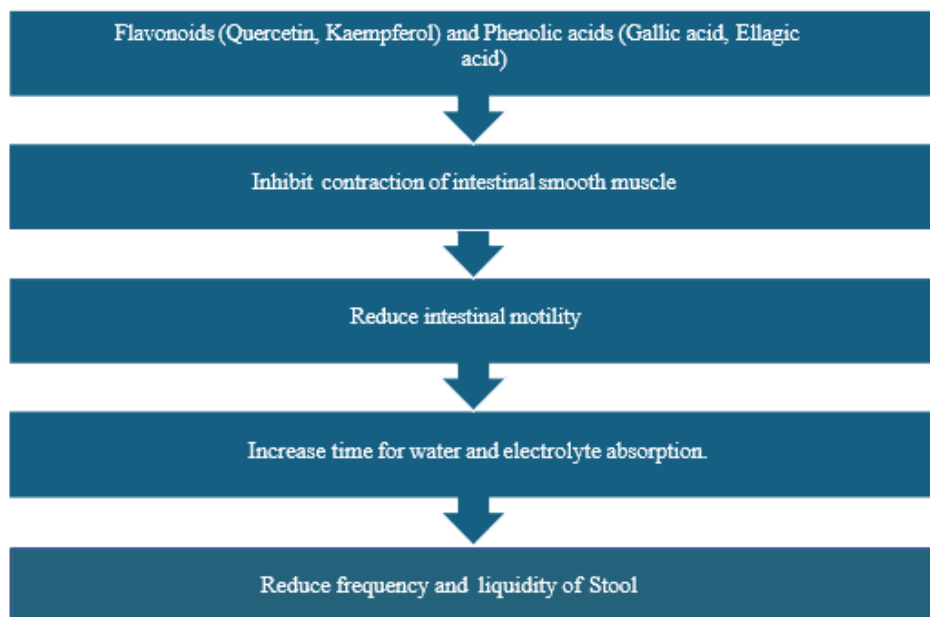 Flavonoids (Quercetin, Kaempferol) and Phenolic acids (Gallic acid, Ellagic
acid)
Inhibit contraction of intestinal smooth muscle
Reduce intestinal motility
Increase time for water and electrolyte absorption.
Reduce frequency and liquidity of Stool